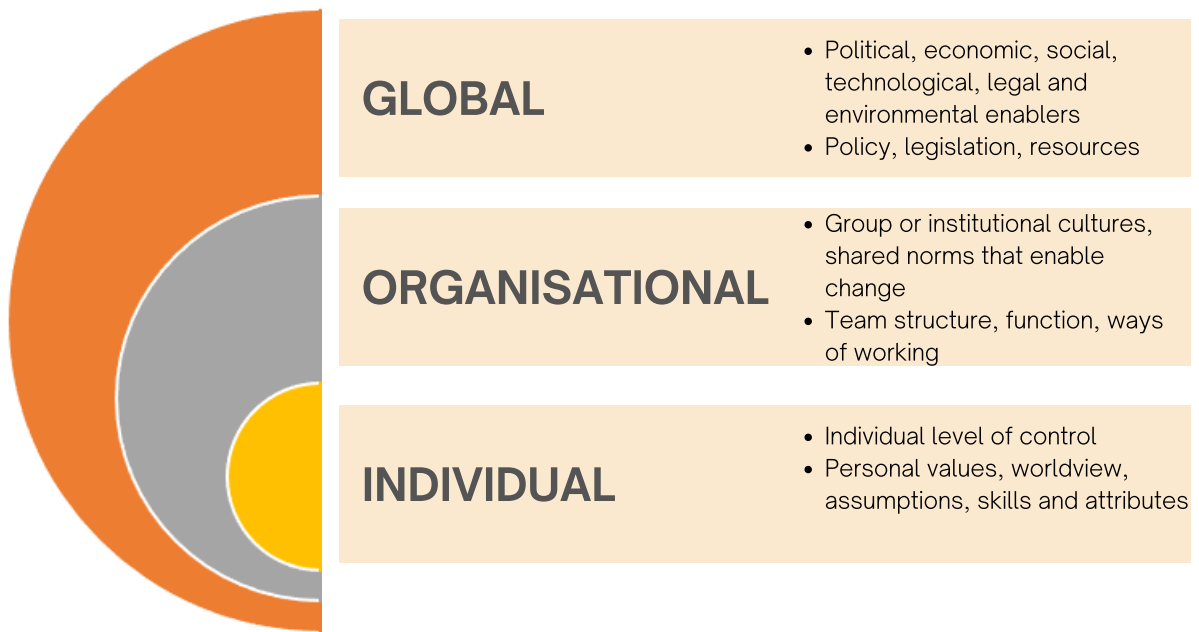 GLOBAL
• Political, economic, social,
technological, legal and
environmental enablers
• Policy, legislation, resources
ORGANISATIONAL
• Group or institutional cultures,
shared norms that enable
change
• Team structure, function, ways
of working
INDIVIDUAL
• Individual level of control
• Personal values, worldview,
assumptions, skills and attributes